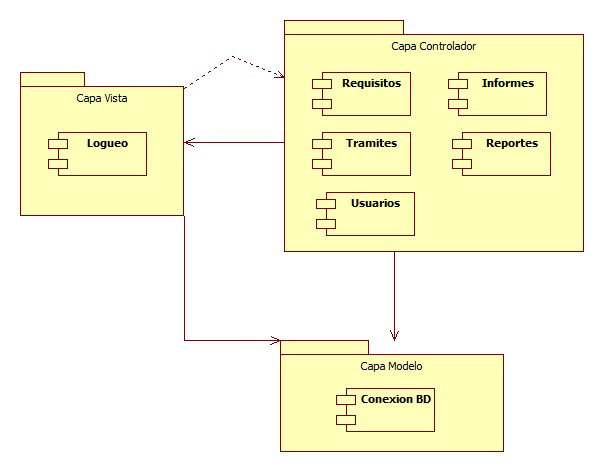 Capa Controlador
Requisitos
Informes
Capa Vista
Logueo
Tramites
Reportes
Usuarios
Capa Modelo
Conexion BD